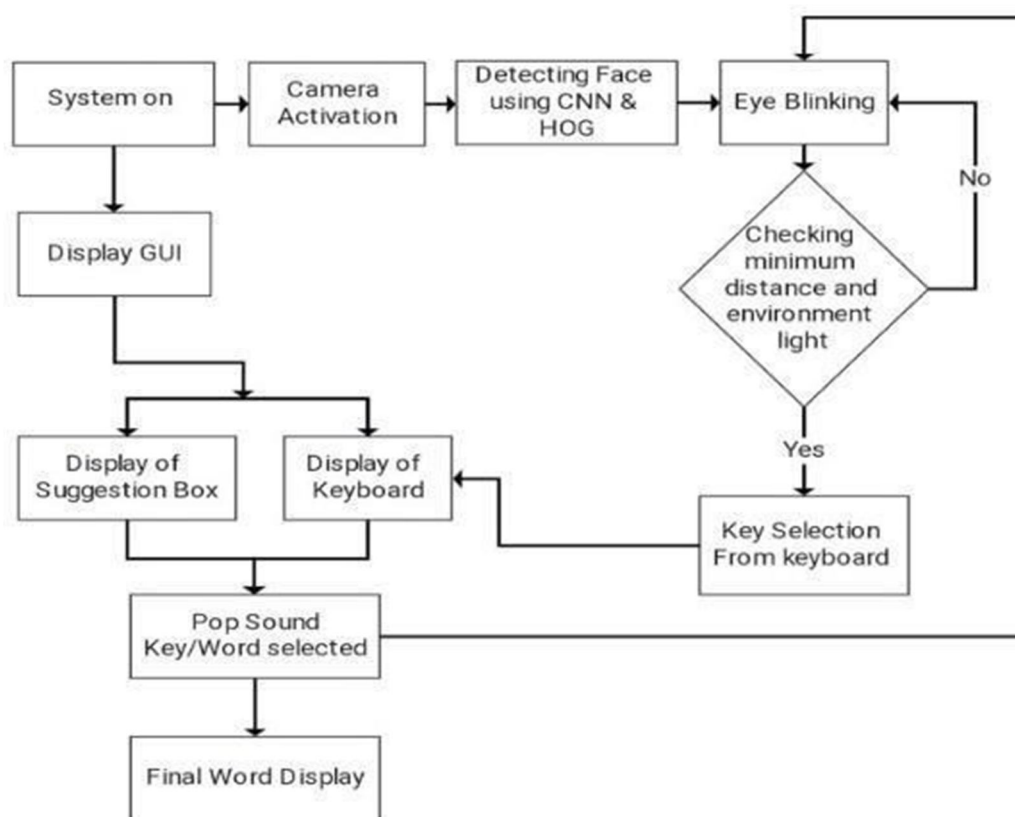 System on
Camera
Activation
Detecting Face
using CNN &
HOG
Eye Blinking
No
Display GUI
Checking
minimum
distance and
environment
light
Yes
Display of
Suggestion Box
Display of
Keyboard
Key Selection
From keyboard
Pop Sound
Key/Word selected
Final Word Display